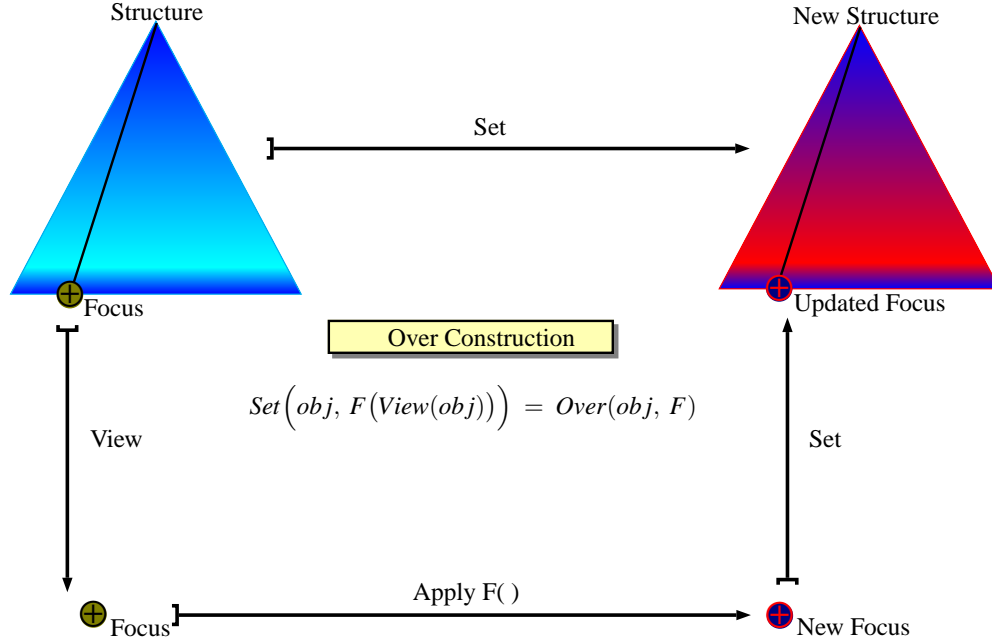 Structure
New Structure
Set
Focus
Updated Focus
Over Construction
Set(obj, F(View(obj))) = Over(obj, F)
View
Set
Apply F( )
Focus
New Focus